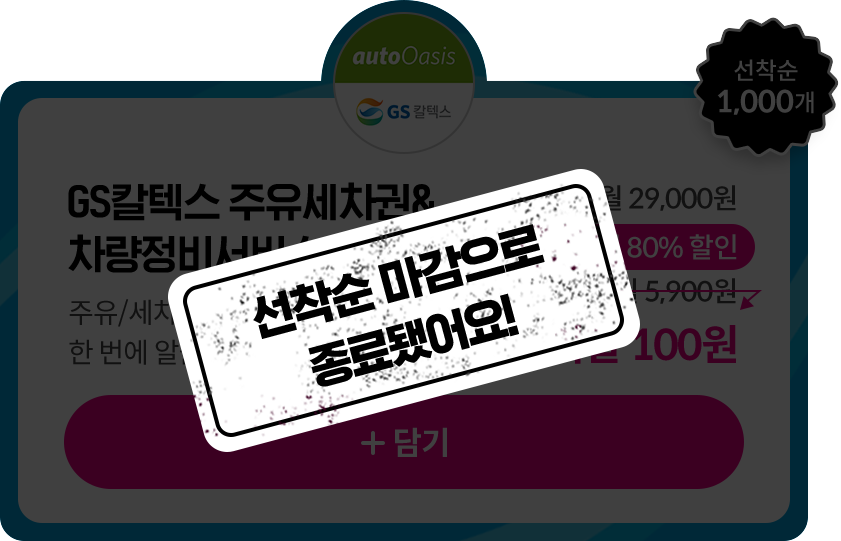 autoOasis
GS 칼텍스
선착순
1,000개
GS칼텍스 주유세차권&
차량정비서비스
월 29,000원
80% 할인
5,900원
주유/세차
한 번에 알
100원
선착순 마감으로
종료됐어요!
+ 담기